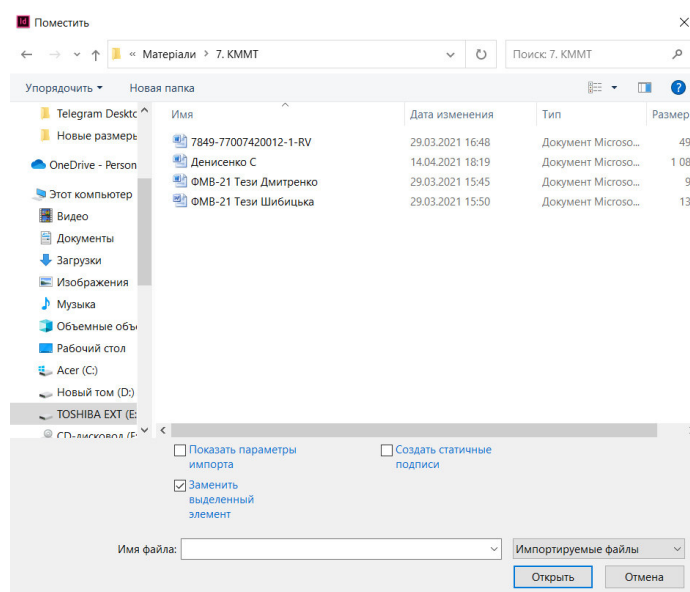 Id Поместить
« Матеріали > 7. КММТ
Поиск: 7. КММТ
Упорядочить
Новая папка
?
Telegram Desktc
Новые размерь
OneDrive - Person
Этот компьютер
Видео
Документы
Загрузки
Изображения
Музыка
Объемные объе
Рабочий стол
Acer (C:)
Новый том (D:)
TOSHIBA EXT (E:
CD-дисковод (F:
Имя Дата изменения Тип Размер
7849-77007420012-1-RV 29.03.2021 16:48 Документ Microso... 49
Денисенко С 14.04.2021 18:19 Документ Microso... 1 08
ФМВ-21 Тези Дмитренко 29.03.2021 15:45 Документ Microso... 9
ФМВ-21 Тези Шибицька 29.03.2021 15:50 Документ Microso... 13
Показать параметры
импорта
Создать статичные
подписи
Заменить
выделенный
элемент
Имя файла:
Импортируемые файлы
Открыть
Отмена